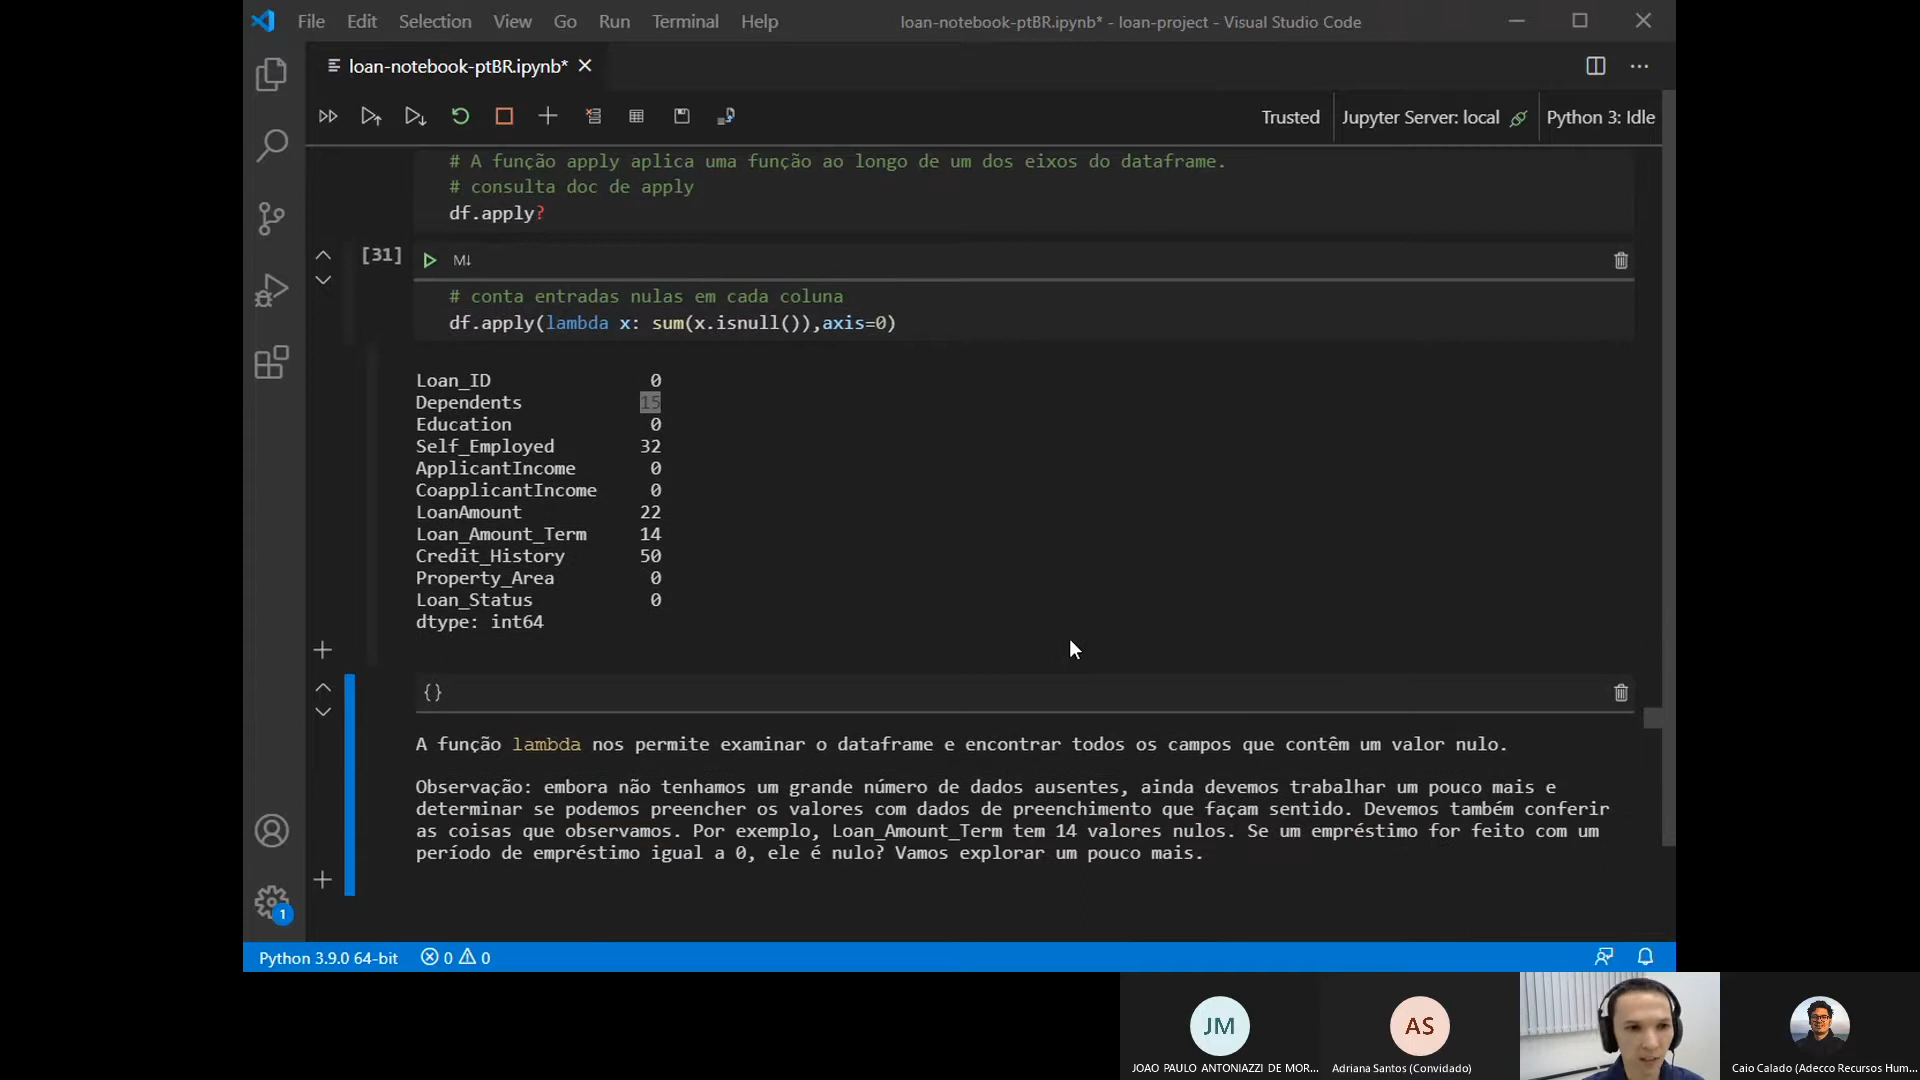 File Edit Selection View Go Run Terminal Help
loan-notebook-ptBR.ipynb* - loan-project - Visual Studio Code
loan-notebook-ptBR.ipynb*
Trusted
Jupyter Server: local
Python 3: Idle
# A função apply aplica uma função ao longo de um dos eixos do dataframe.
# consulta doc de apply
df.apply?
[31]
M↓
# conta entradas nulas em cada coluna
df.apply(lambda x: sum(x.isnull()),axis=0)
Loan_ID 0
Dependents 15
Education 0
Self_Employed 32
ApplicantIncome 0
CoapplicantIncome 0
LoanAmount 22
Loan_Amount_Term 14
Credit_History 50
Property_Area 0
Loan_Status 0
dtype: int64
{}
A função lambda nos permite examinar o dataframe e encontrar todos os campos que contêm um valor nulo.
Observação: embora não tenhamos um grande número de dados ausentes, ainda devemos trabalhar um pouco mais e
determinar se podemos preencher os valores com dados de preenchimento que façam sentido. Devemos também conferir
as coisas que observamos. Por exemplo, Loan_Amount_Term tem 14 valores nulos. Se um empréstimo for feito com um
período de empréstimo igual a 0, ele é nulo? Vamos explorar um pouco mais.
1
Python 3.9.0 64-bit
0 0
JM
AS
JOAO PAULO ANTONIAZZI DE MOR...
Adriana Santos (Convidado)
Caio Calado (Adecco Recursos Hum...